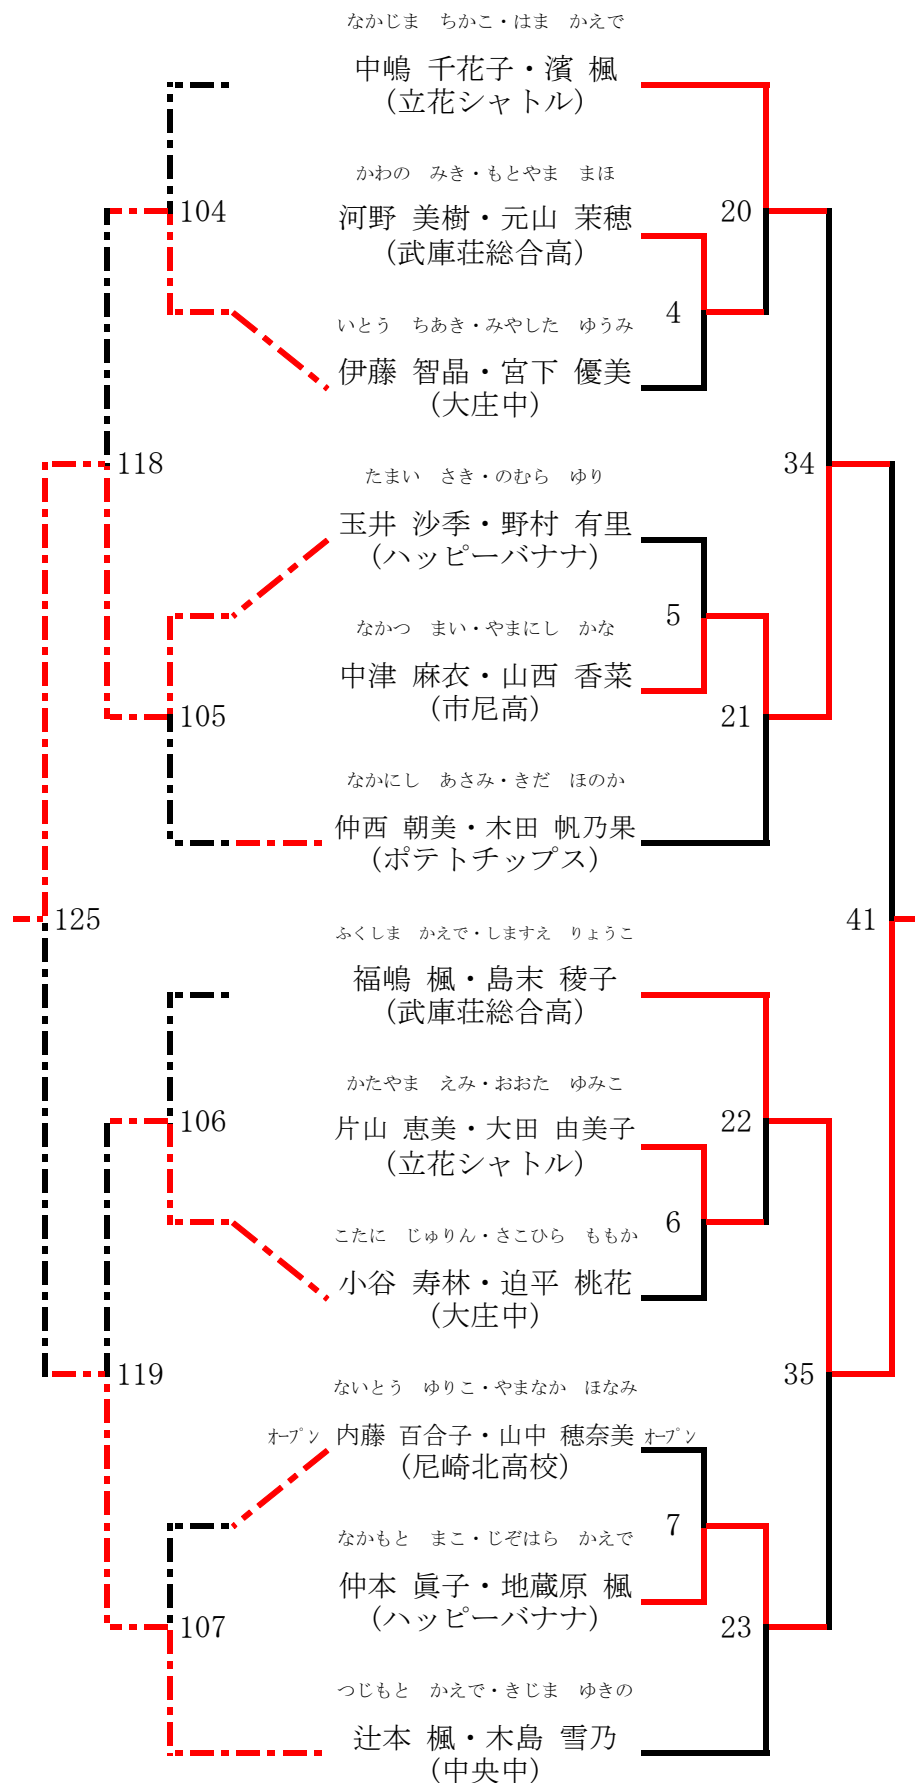 なかじま　ちかこ・はま　かえで
中嶋 千花子・濱 楓
(立花シャトル)
かわの　みき・もとやま　まほ
104
河野 美樹・元山 茉穂
20
(武庫荘総合高)
4
いとう　ちあき・みやした　ゆうみ
伊藤 智晶・宮下 優美
(大庄中)
118
34
たまい　さき・のむら　ゆり
玉井 沙季・野村 有里
(ハッピーバナナ)
5
なかつ　まい・やまにし　かな
中津 麻衣・山西 香菜
(市尼高)
105
21
なかにし　あさみ・きだ　ほのか
仲西 朝美・木田 帆乃果
(ポテトチップス)
125
41
ふくしま　かえで・しますえ　りょうこ
福嶋 楓・島末 稜子
(武庫荘総合高)
かたやま　えみ・おおた　ゆみこ
106
片山 恵美・大田 由美子
22
(立花シャトル)
6
こたに　じゅりん・さこひら　ももか
小谷 寿林・迫平 桃花
(大庄中)
119
35
ないとう　ゆりこ・やまなか　ほなみ
ｵｰﾌﾟﾝ 内藤 百合子・山中 穂奈美 ｵｰﾌﾟﾝ
(尼崎北高校)
7
なかもと　まこ・じぞはら　かえで
仲本 眞子・地蔵原 楓
(ハッピーバナナ)
107
23
つじもと　かえで・きじま　ゆきの
辻本 楓・木島 雪乃
(中央中)